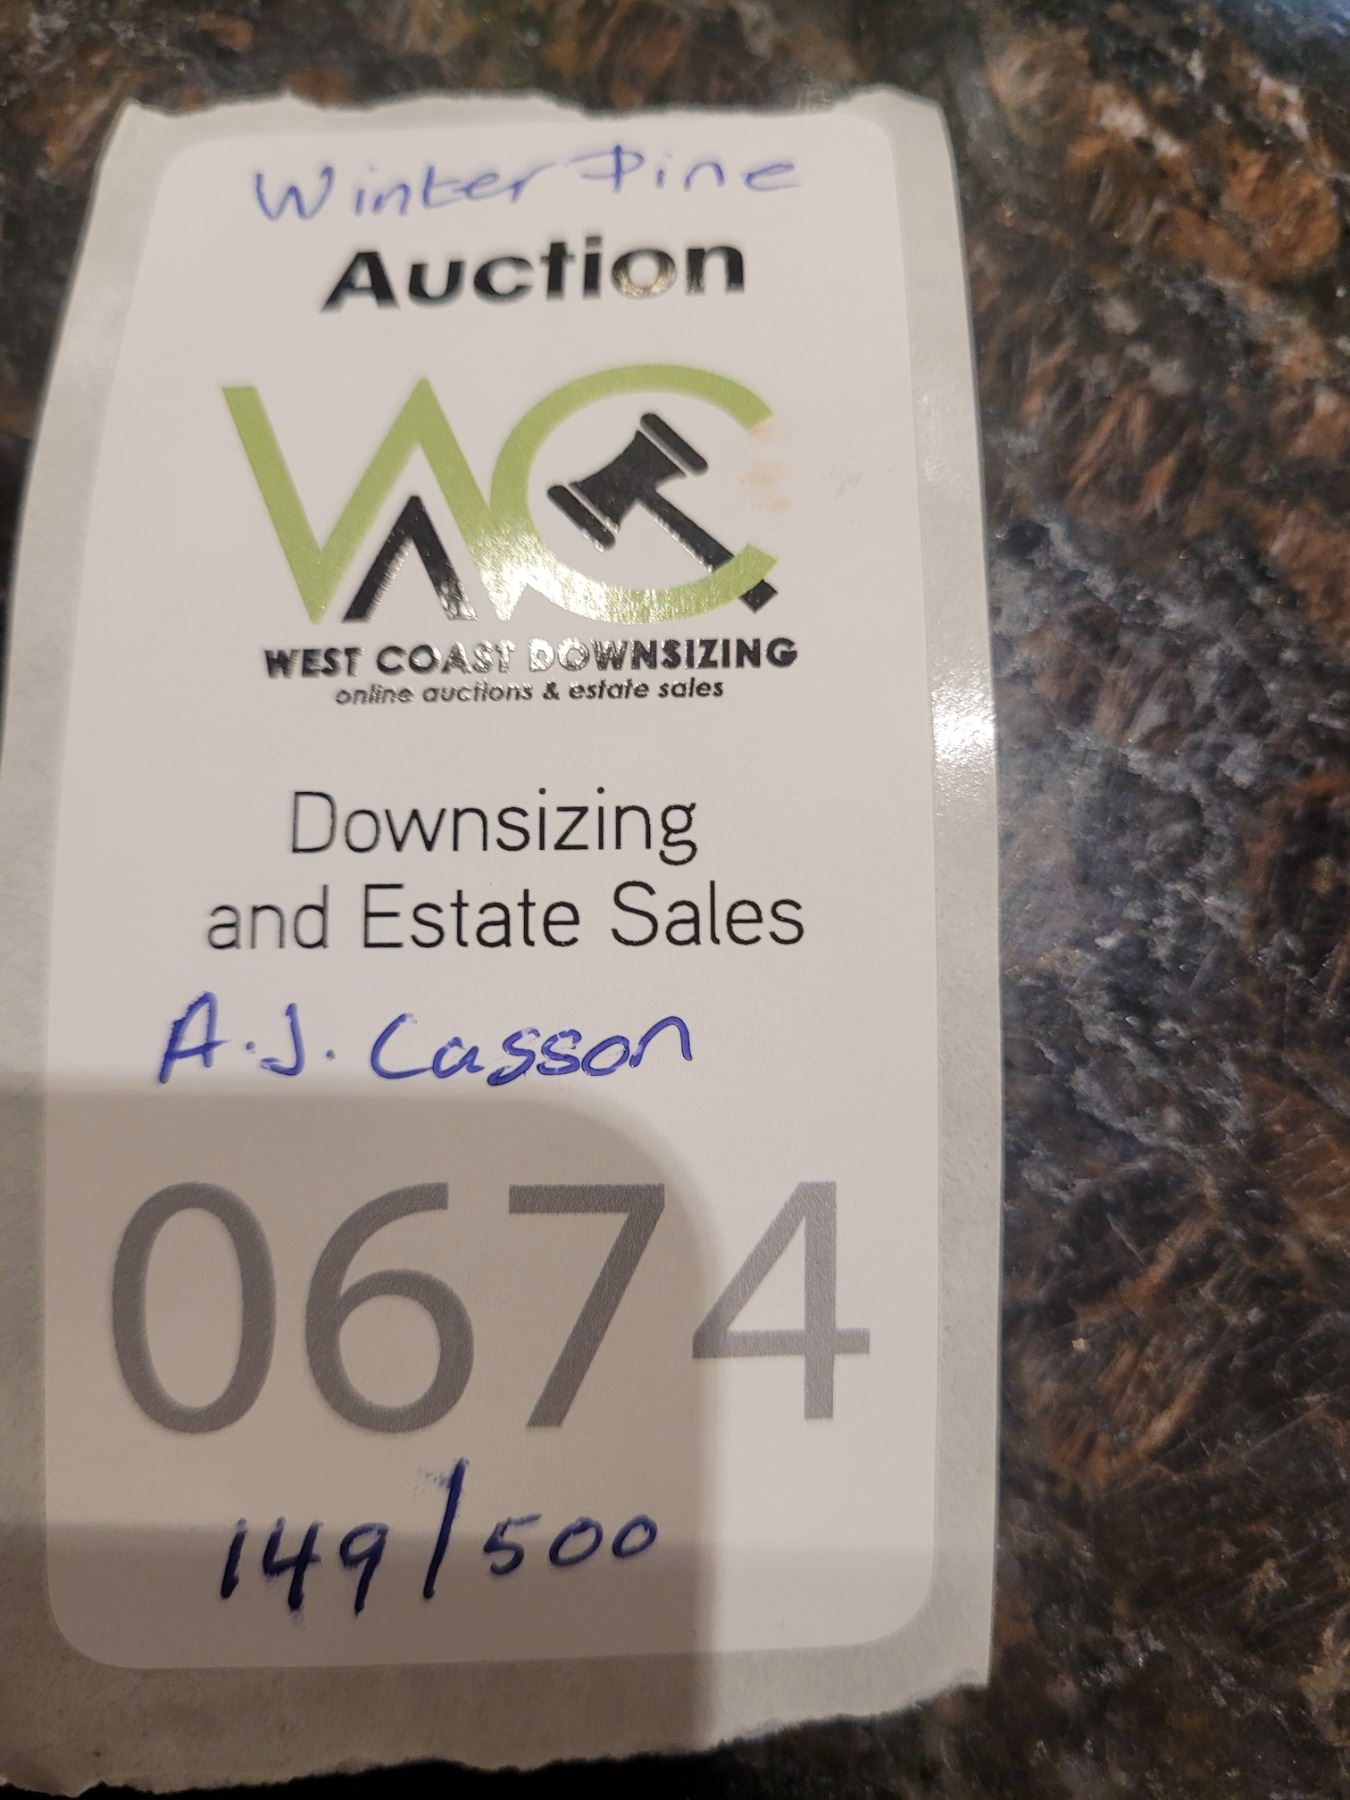 Winter Pine
Auction
WC
WEST COAST DOWNSIZING
online auctions & estate sales
Downsizing
and Estate Sales
A.J. Casson
0674
149/500